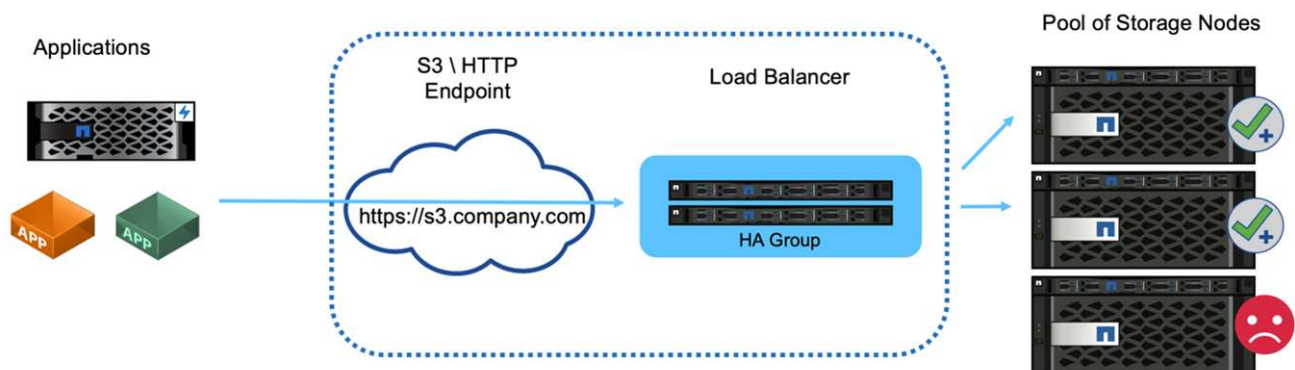 Applications
APP
APP
S3 \ HTTP
Endpoint
https://s3.company.com
Load Balancer
HA Group
Pool of Storage Nodes